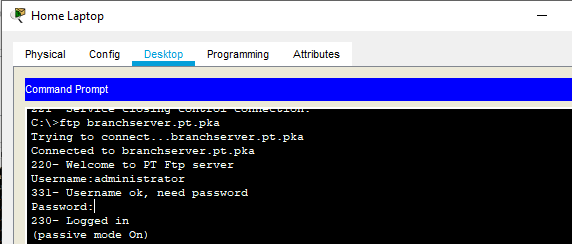 Home Laptop
Physical Config Desktop Programming Attributes
Command Prompt
221- Service closing control connection.
C:\>ftp branchserver.pt.pka
Trying to connect...branchserver.pt.pka
Connected to branchserver.pt.pka
220- Welcome to PT Ftp server
Username:administrator
331- Username ok, need password
Password:
230- Logged in
(passive mode On)